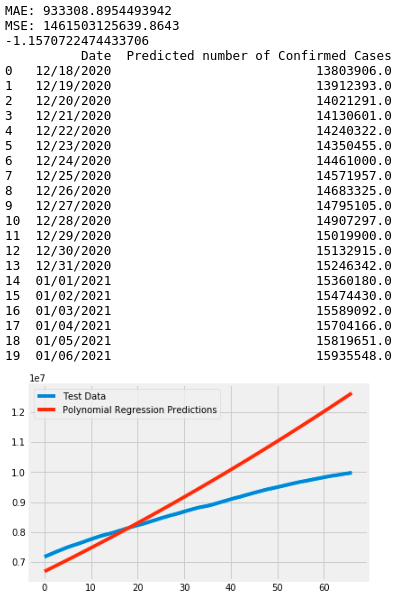 MAE: 933308.8954493942
MSE: 1461503125639.8643
-1.1570722474433706
Date Predicted number of Confirmed Cases
0 12/18/2020 13803906.0
1 12/19/2020 13912393.0
2 12/20/2020 14021291.0
3 12/21/2020 14130601.0
4 12/22/2020 14240322.0
5 12/23/2020 14350455.0
6 12/24/2020 14461000.0
7 12/25/2020 14571957.0
8 12/26/2020 14683325.0
9 12/27/2020 14795105.0
10 12/28/2020 14907297.0
11 12/29/2020 15019900.0
12 12/30/2020 15132915.0
13 12/31/2020 15246342.0
14 01/01/2021 15360180.0
15 01/02/2021 15474430.0
16 01/03/2021 15589092.0
17 01/04/2021 15704166.0
18 01/05/2021 15819651.0
19 01/06/2021 15935548.0
1e7
Test Data
Polynomial Regression Predictions
1.2
1.1
1.0
0.9
0.8
0.7
0 10 20 30 40 50 60